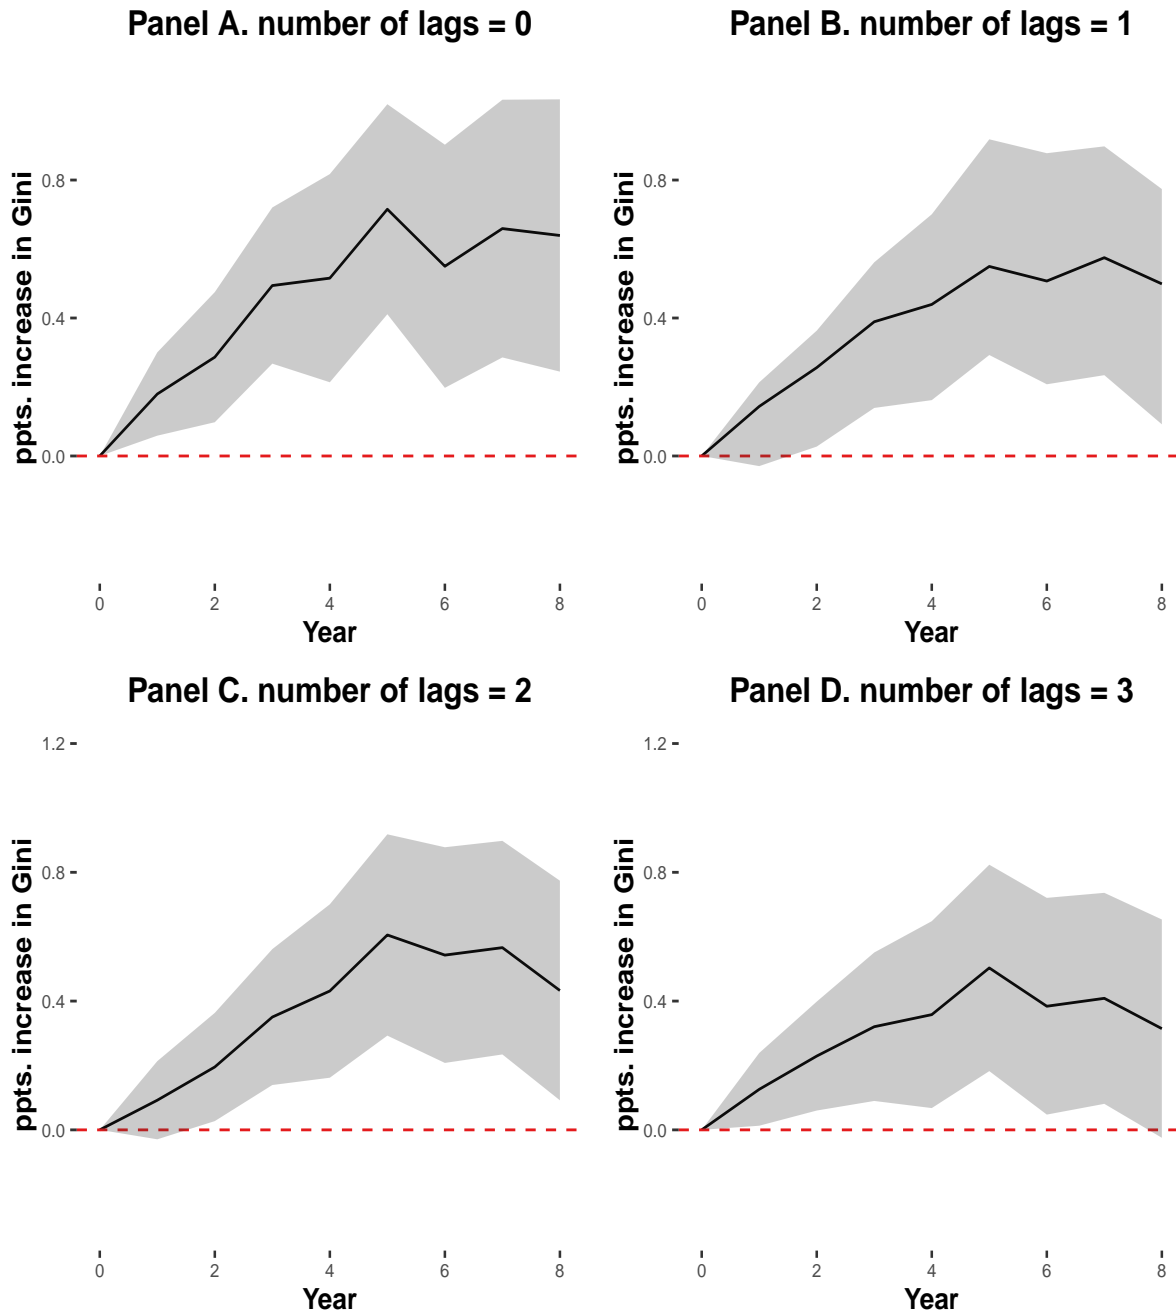 Panel A. number of lags = 0
ppts. increase in Gini
0.8
0.4
0.0
0 2 4 6 8
Year
Panel B. number of lags = 1
ppts. increase in Gini
0.8
0.4
0.0
0 2 4 6 8
Year
Panel C. number of lags = 2
ppts. increase in Gini
1.2
0.8
0.4
0.0
0 2 4 6 8
Year
Panel D. number of lags = 3
ppts. increase in Gini
1.2
0.8
0.4
0.0
0 2 4 6 8
Year